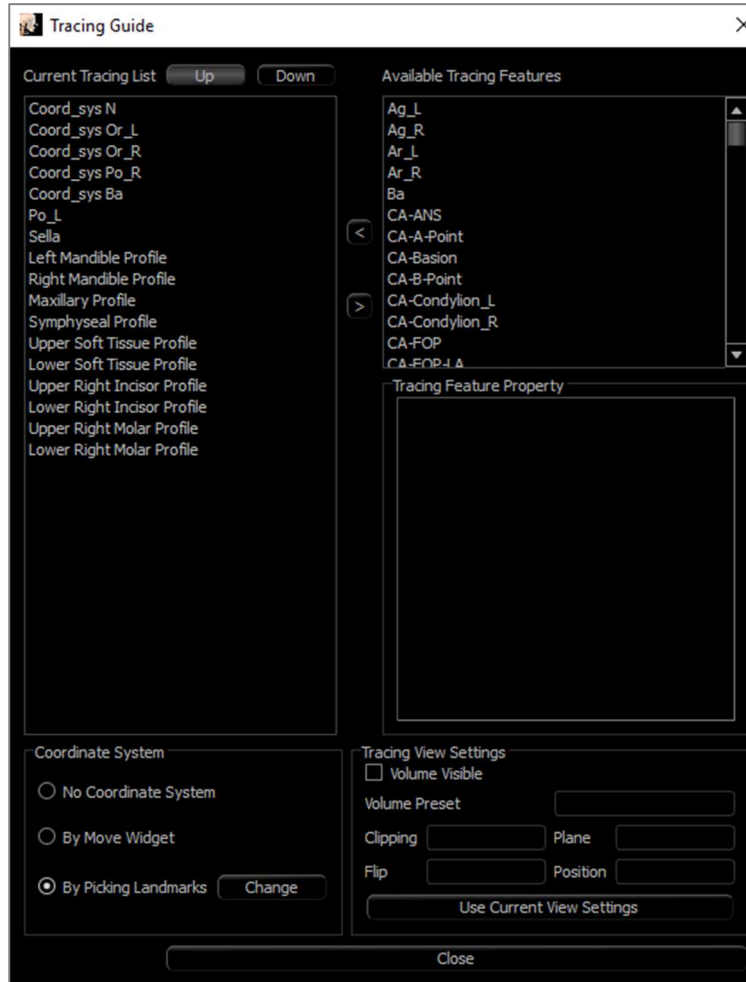 Tracing Guide
Current Tracing List Up Down
Coord_sys N
Coord_sys Or_L
Coord_sys Or_R
Coord_sys Po_R
Coord_sys Ba
Po_L
Sella
Left Mandible Profile
Right Mandible Profile
Maxillary Profile
Symphyseal Profile
Upper Soft Tissue Profile
Lower Soft Tissue Profile
Upper Right Incisor Profile
Lower Right Incisor Profile
Upper Right Molar Profile
Lower Right Molar Profile
<
>
Available Tracing Features
Ag_L
Ag_R
Ar_L
Ar_R
Ba
CA-ANS
CA-A-Point
CA-Basion
CA-B-Point
CA-Condylion_L
CA-Condylion_R
CA-FOP
CA-FOP-LA
Tracing Feature Property
Coordinate System
No Coordinate System
By Move Widget
By Picking Landmarks Change
Tracing View Settings
Volume Visible
Volume Preset
Clipping Plane
Flip Position
Use Current View Settings
Close